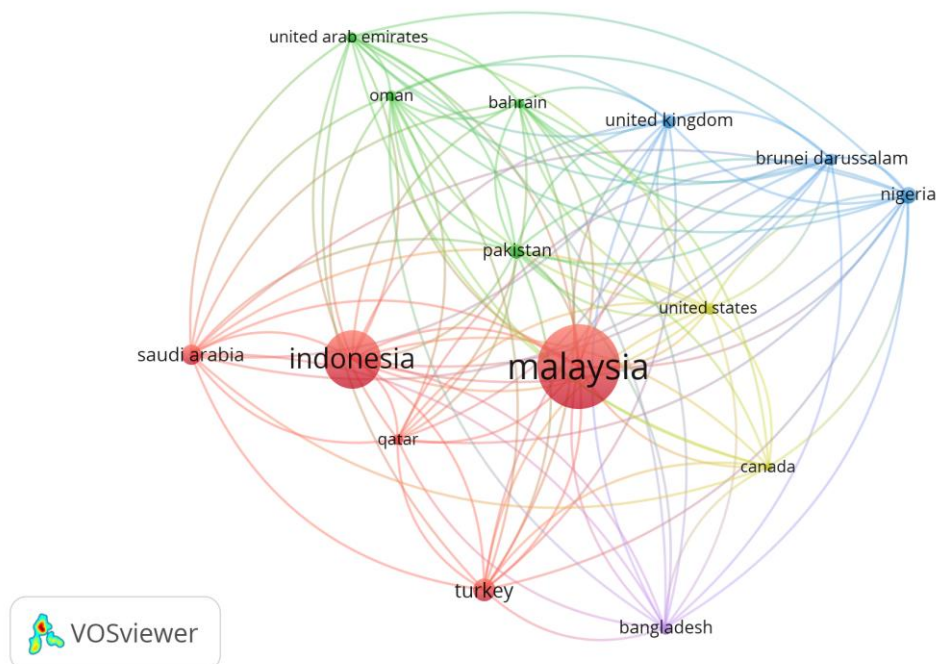 united arab emirates
oman
bahrain
united kingdom
brunei darussalam
nigeria
pakistan
united states
saudi arabia
indonesia
malaysia
qatar
canada
turkey
bangladesh
VOSviewer